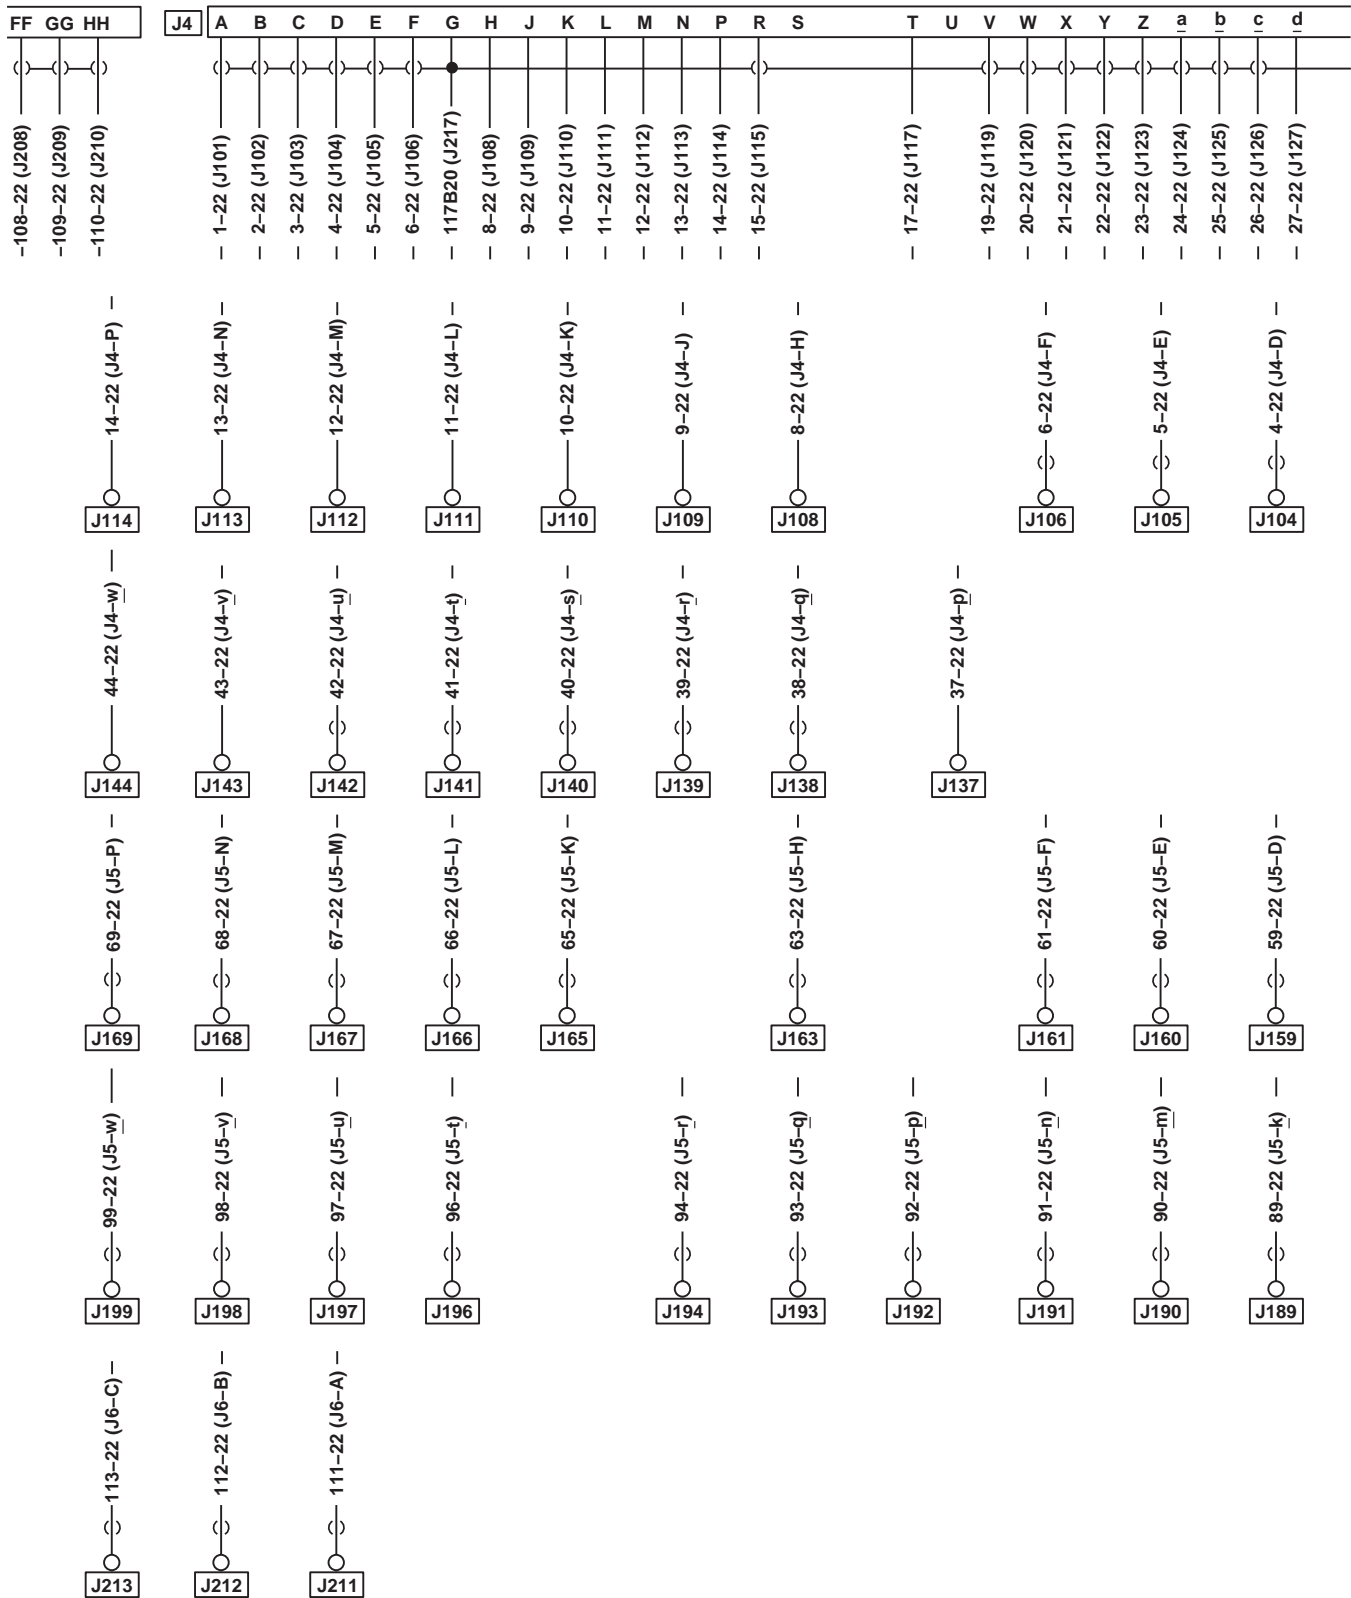 FF GG HH J4 A B C D E F G H J K L M N P R S T U V W X Y Z a b c d
–108–22 (J208)
–109–22 (J209)
–110–22 (J210)
– 1–22 (J101)
– 2–22 (J102)
– 3–22 (J103)
– 4–22 (J104)
– 5–22 (J105)
– 6–22 (J106)
– 117B20 (J217)
– 8–22 (J108)
– 9–22 (J109)
– 10–22 (J110)
– 11–22 (J111)
– 12–22 (J112)
– 13–22 (J113)
– 14–22 (J114)
– 15–22 (J115)
– 17–22 (J117)
– 19–22 (J119)
– 20–22 (J120)
– 21–22 (J121)
– 22–22 (J122)
– 23–22 (J123)
– 24–22 (J124)
– 25–22 (J125)
– 26–22 (J126)
– 27–22 (J127)
14–22 (J4–P) –
13–22 (J4–N) –
12–22 (J4–M) –
11–22 (J4–L) –
10–22 (J4–K) –
9–22 (J4–J) –
8–22 (J4–H) –
6–22 (J4–F) –
5–22 (J4–E) –
4–22 (J4–D) –
J114 J113 J112 J111 J110 J109 J108 J106 J105 J104
44–22 (J4–w) –
43–22 (J4–v) –
42–22 (J4–u) –
41–22 (J4–t) –
40–22 (J4–s) –
39–22 (J4–r) –
38–22 (J4–q) –
37–22 (J4–p) –
J144 J143 J142 J141 J140 J139 J138 J137
69–22 (J5–P) –
68–22 (J5–N) –
67–22 (J5–M) –
66–22 (J5–L) –
65–22 (J5–K) –
63–22 (J5–H) –
61–22 (J5–F) –
60–22 (J5–E) –
59–22 (J5–D) –
J169 J168 J167 J166 J165 J163 J161 J160 J159
99–22 (J5–w) –
98–22 (J5–v) –
97–22 (J5–u) –
96–22 (J5–t) –
94–22 (J5–r) –
93–22 (J5–q) –
92–22 (J5–p) –
91–22 (J5–n) –
90–22 (J5–m) –
89–22 (J5–k) –
J199 J198 J197 J196 J194 J193 J192 J191 J190 J189
113–22 (J6–C) –
112–22 (J6–B) –
111–22 (J6–A) –
J213 J212 J211